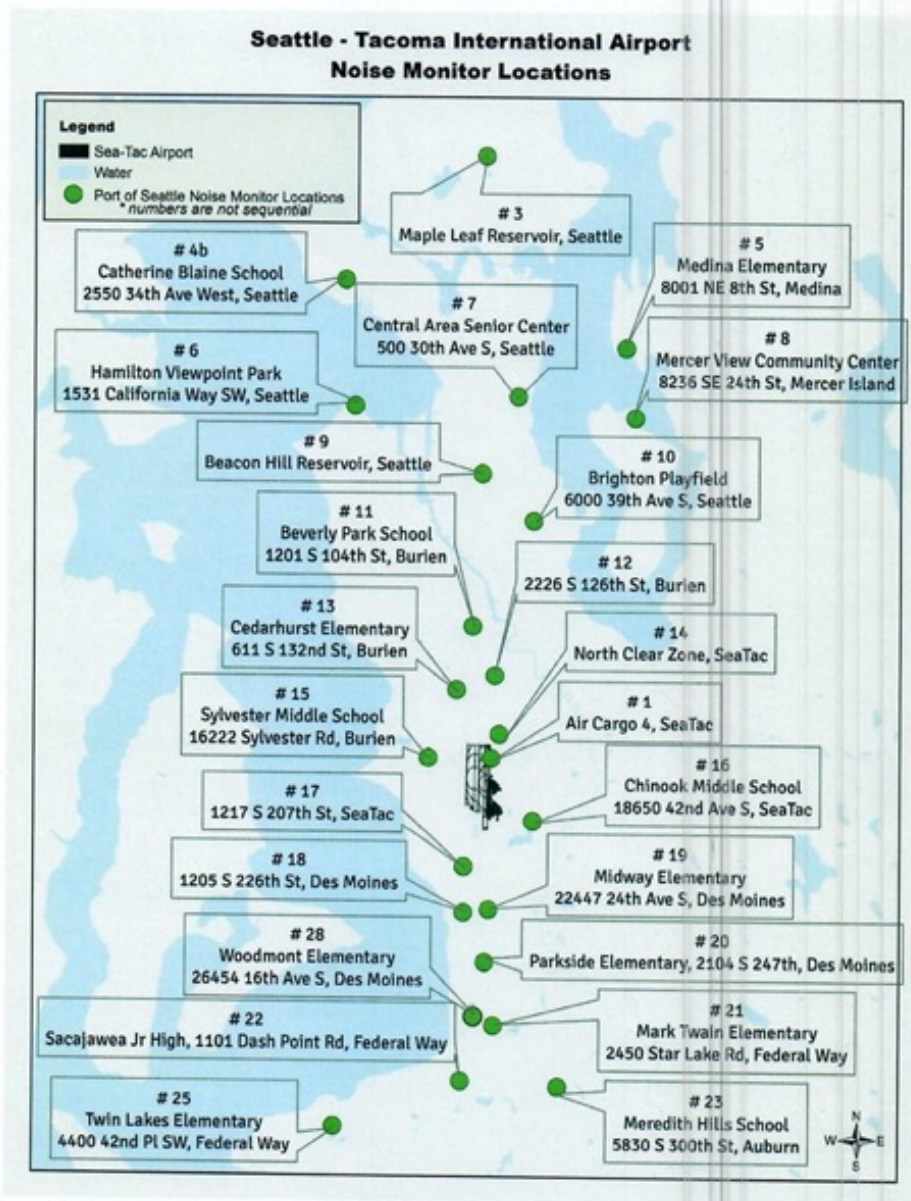 Seattle - Tacoma International Airport
Noise Monitor Locations
Legend
Sea-Tac Airport
Water
Port of Seattle Noise Monitor Locations
* numbers are not sequential
# 3
Maple Leaf Reservoir, Seattle
# 4b
Catherine Blaine School
2550 34th Ave West, Seattle
# 5
Medina Elementary
8001 NE 8th St, Medina
# 7
Central Area Senior Center
500 30th Ave S, Seattle
# 6
Hamilton Viewpoint Park
1531 California Way SW, Seattle
# 8
Mercer View Community Center
8236 SE 24th St, Mercer Island
# 9
Beacon Hill Reservoir, Seattle
# 10
Brighton Playfield
6000 39th Ave S, Seattle
# 11
Beverly Park School
1201 S 104th St, Burien
# 12
2226 S 126th St, Burien
# 13
Cedarhurst Elementary
611 S 132nd St, Burien
# 14
North Clear Zone, SeaTac
# 15
Sylvester Middle School
16222 Sylvester Rd, Burien
# 1
Air Cargo 4, SeaTac
# 16
Chinook Middle School
18650 42nd Ave S, SeaTac
# 17
1217 S 207th St, SeaTac
# 18
1205 S 226th St, Des Moines
# 19
Midway Elementary
22447 24th Ave S, Des Moines
# 28
Woodmont Elementary
26454 16th Ave S, Des Moines
# 20
Parkside Elementary, 2104 S 247th, Des Moines
# 22
Sacajawea Jr High, 1101 Dash Point Rd, Federal Way
# 21
Mark Twain Elementary
2450 Star Lake Rd, Federal Way
# 25
Twin Lakes Elementary
4400 42nd Pl SW, Federal Way
# 23
Meredith Hills School
5830 S 300th St, Auburn
N
W E
S